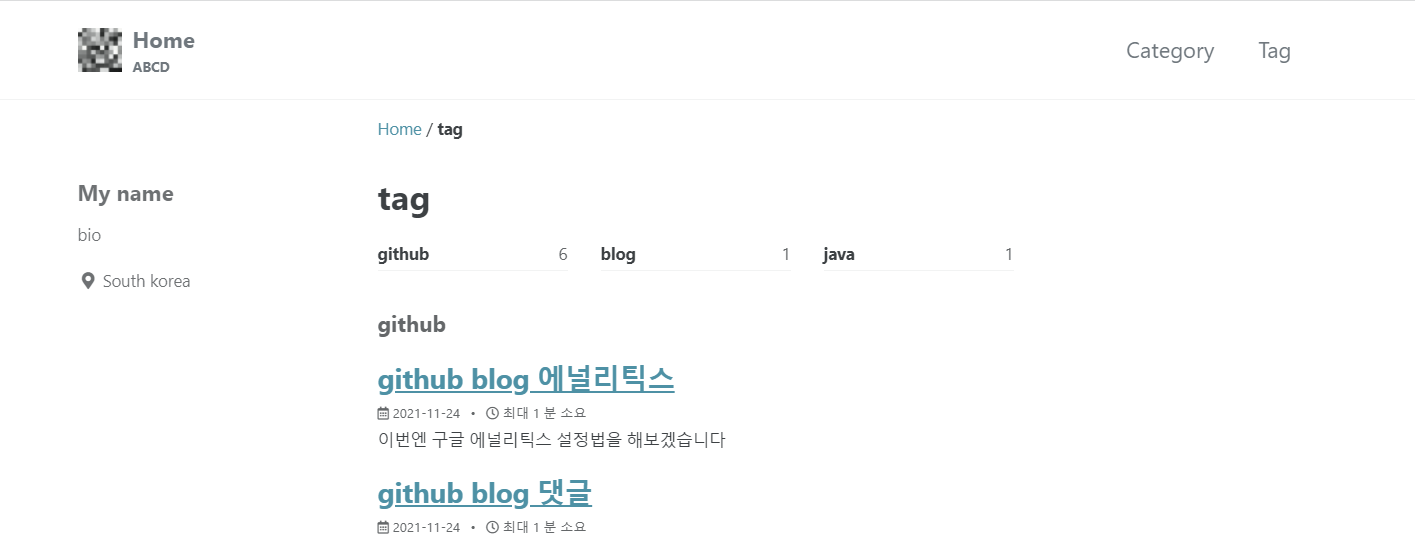 Home
ABCD
Category Tag
Home / tag
My name
bio
South korea
tag
github 6 blog 1 java 1
github
github blog 에널리틱스
2021-11-24 • 최대 1 분 소요
이번엔 구글 에널리틱스 설정법을 해보겠습니다
github blog 댓글
2021-11-24 • 최대 1 분 소요